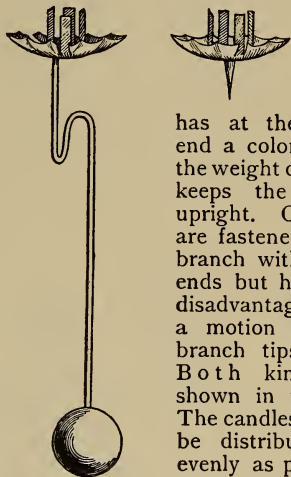 has at the
end a color
the weight o
keeps the
upright. C
are fastene
branch with
ends but h
disadvantag
a motion
branch tips
Both kin
shown in
The candles
be distribu
evenly as p